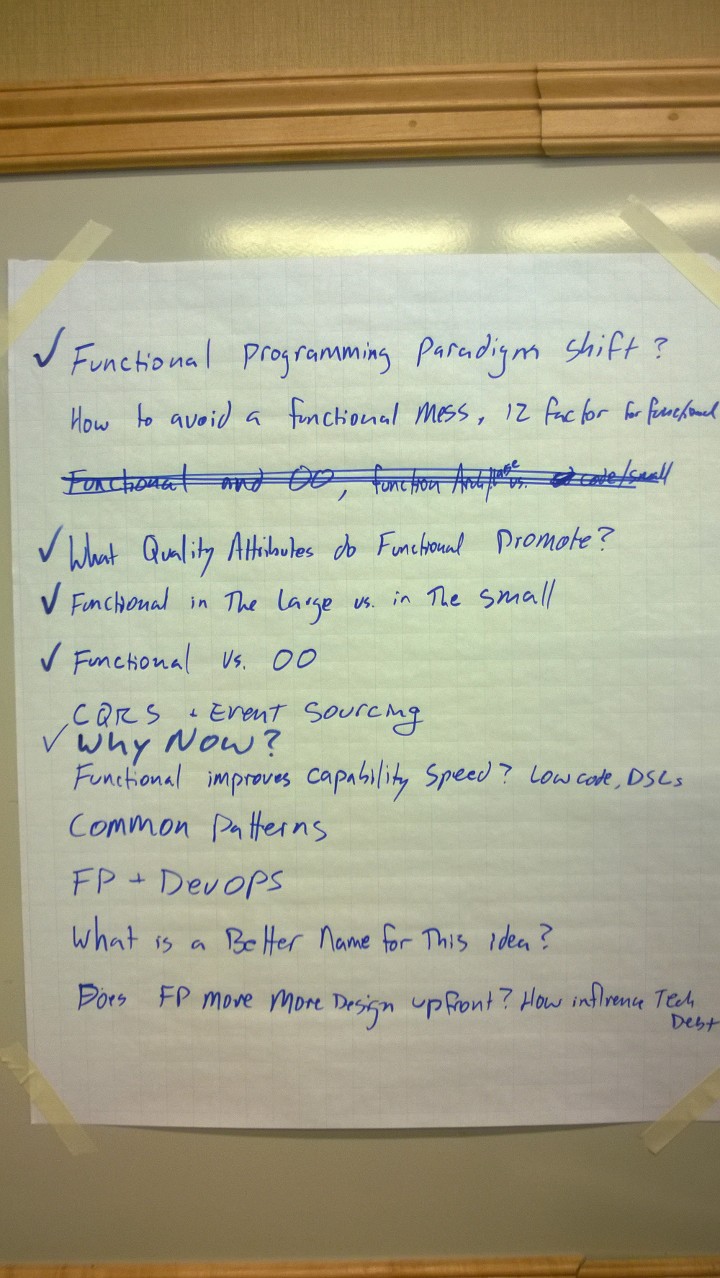 ✓ Functional Programming Paradigm Shift?
How to avoid a functional mess, 12 factor for functional
Functional and OO, function vs. code/small
✓ What Quality Attributes do Functional Promote?
✓ Functional in The Large vs. in The Small
✓ Functional Vs. OO
CQRS + Event Sourcing
✓ Why Now?
Functional improves capability speed? Low code, DSLs
Common Patterns
FP + DevOPS
What is a Better Name for This idea?
Does FP move more Design upfront? How influence Tech
Debt